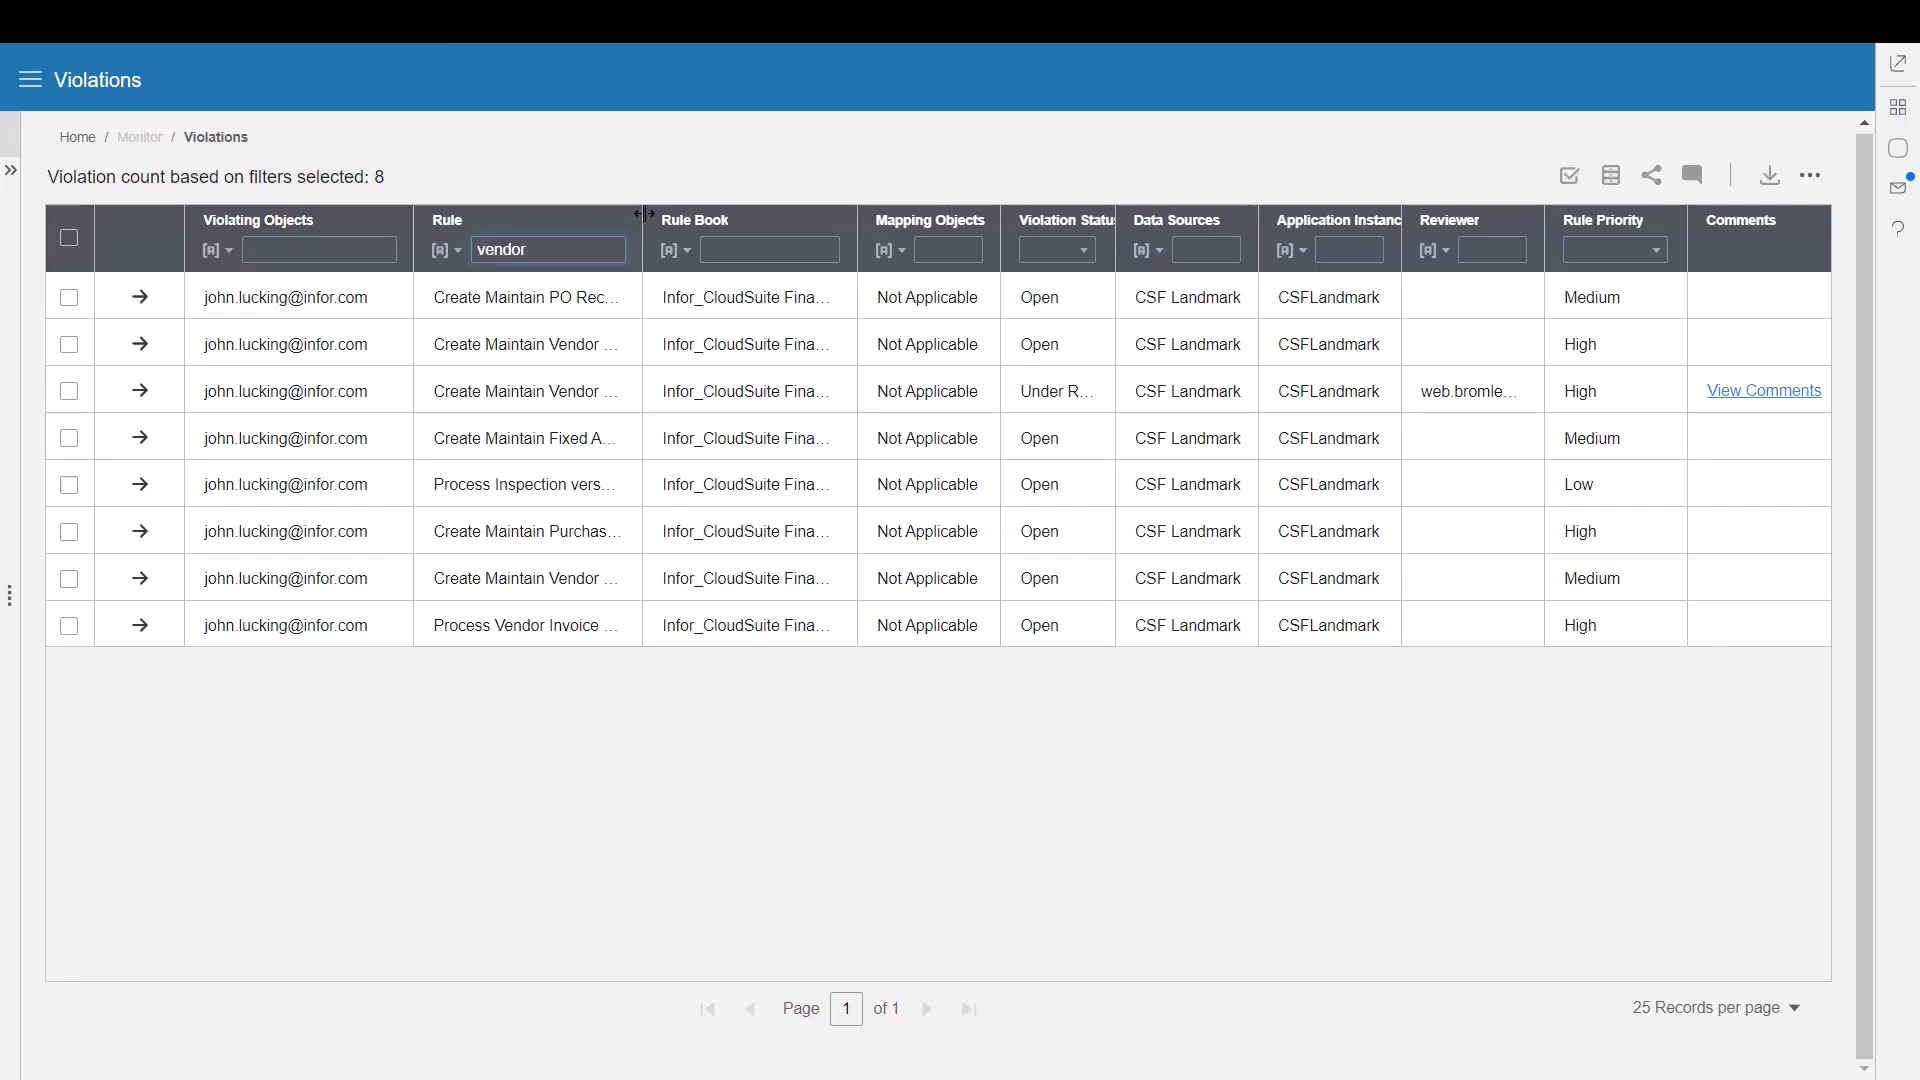 Violations
Home / Monitor / Violations
Violation count based on filters selected: 8
Violating Objects Rule Rule Book Mapping Objects Violation Statu Data Sources Application Instanc Reviewer Rule Priority Comments
vendor
john.lucking@infor.com Create Maintain PO Rec... Infor_CloudSuite Fina... Not Applicable Open CSF Landmark CSFLandmark Medium
john.lucking@infor.com Create Maintain Vendor ... Infor_CloudSuite Fina... Not Applicable Open CSF Landmark CSFLandmark High
john.lucking@infor.com Create Maintain Vendor ... Infor_CloudSuite Fina... Not Applicable Under R... CSF Landmark CSFLandmark web.bromle... High View Comments
john.lucking@infor.com Create Maintain Fixed A... Infor_CloudSuite Fina... Not Applicable Open CSF Landmark CSFLandmark Medium
john.lucking@infor.com Process Inspection vers... Infor_CloudSuite Fina... Not Applicable Open CSF Landmark CSFLandmark Low
john.lucking@infor.com Create Maintain Purchas... Infor_CloudSuite Fina... Not Applicable Open CSF Landmark CSFLandmark High
john.lucking@infor.com Create Maintain Vendor ... Infor_CloudSuite Fina... Not Applicable Open CSF Landmark CSFLandmark Medium
john.lucking@infor.com Process Vendor Invoice ... Infor_CloudSuite Fina... Not Applicable Open CSF Landmark CSFLandmark High
Page 1 of 1 25 Records per page